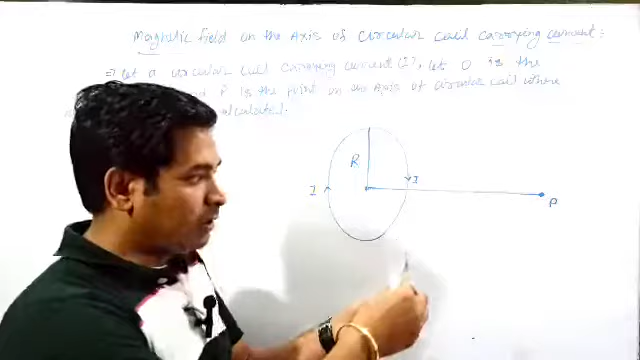 Magnetic field on the Axis of circular coil carrying current :
⇒ let a circular coil carrying current (I). let O is the
P is the point on the Axis of circular coil where
calculated.
R
I
I
P